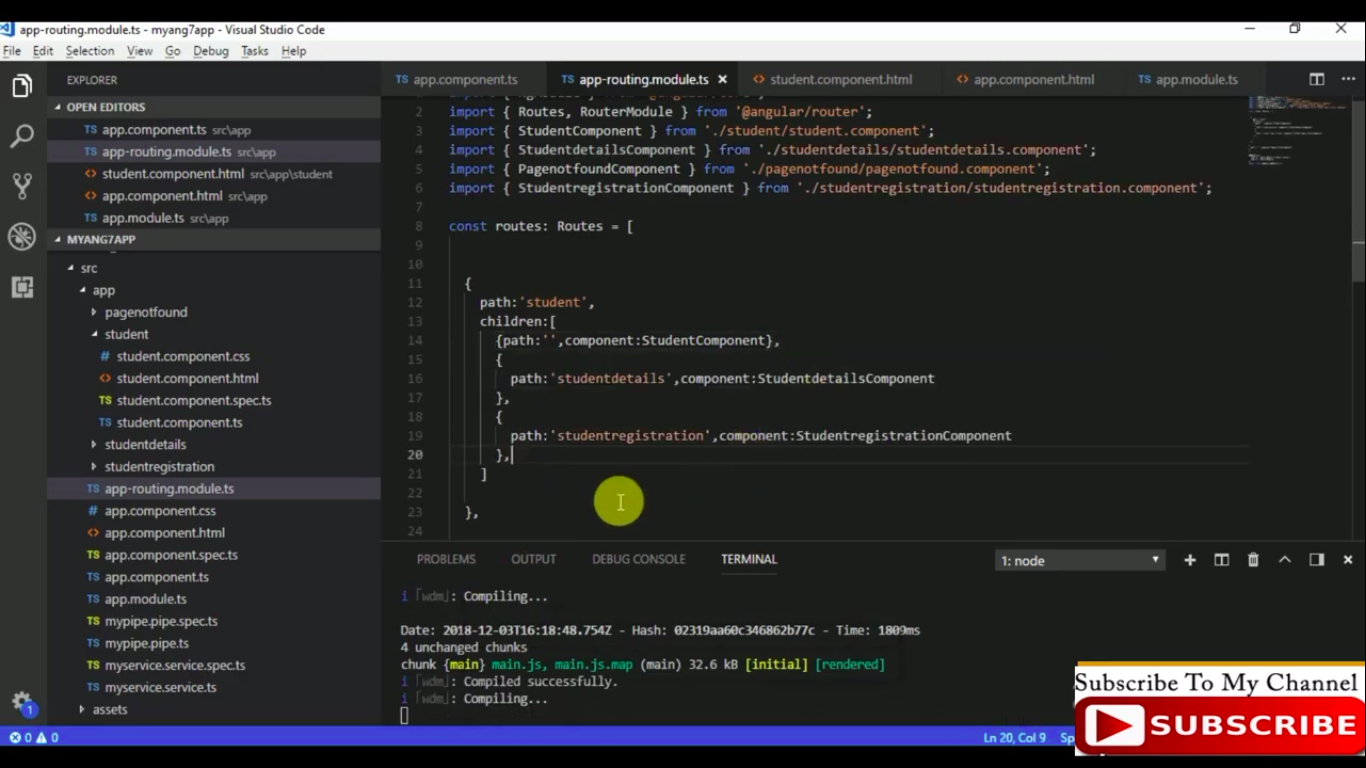 app-routing.module.ts - myang7app - Visual Studio Code
File Edit Selection View Go Debug Tasks Help
EXPLORER
OPEN EDITORS
TS app.component.ts src\app
TS app-routing.module.ts src\app
<> student.component.html src\app\student
<> app.component.html src\app
TS app.module.ts src\app
MYANG7APP
src
app
pagenotfound
student
# student.component.css
<> student.component.html
TS student.component.spec.ts
TS student.component.ts
studentdetails
studentregistration
TS app-routing.module.ts
# app.component.css
<> app.component.html
TS app.component.spec.ts
TS app.component.ts
TS app.module.ts
TS mypipe.pipe.spec.ts
TS mypipe.pipe.ts
TS myservice.service.spec.ts
TS myservice.service.ts
assets
1
TS app.component.ts TS app-routing.module.ts <> student.component.html <> app.component.html TS app.module.ts
2 import { Routes, RouterModule } from '@angular/router';
3 import { StudentComponent } from './student/student.component';
4 import { StudentdetailsComponent } from './studentdetails/studentdetails.component';
5 import { PagenotfoundComponent } from './pagenotfound/pagenotfound.component';
6 import { StudentregistrationComponent } from './studentregistration/studentregistration.component';
7
8 const routes: Routes = [
9
10
11 {
12 path:'student',
13 children:[
14 {path:'',component:StudentComponent},
15 {
16 path:'studentdetails',component:StudentdetailsComponent
17 },
18 {
19 path:'studentregistration',component:StudentregistrationComponent
20 },
21 ]
22
23 },
24
PROBLEMS OUTPUT DEBUG CONSOLE TERMINAL 1: node
i ｢wdm｣: Compiling...
Date: 2018-12-03T16:18:48.754Z - Hash: 02319aa60c346862b77c - Time: 1809ms
4 unchanged chunks
chunk {main} main.js, main.js.map (main) 32.6 kB [initial] [rendered]
i ｢wdm｣: Compiled successfully.
i ｢wdm｣: Compiling...
0 0 Ln 20, Col 9
Subscribe To My Channel
SUBSCRIBE